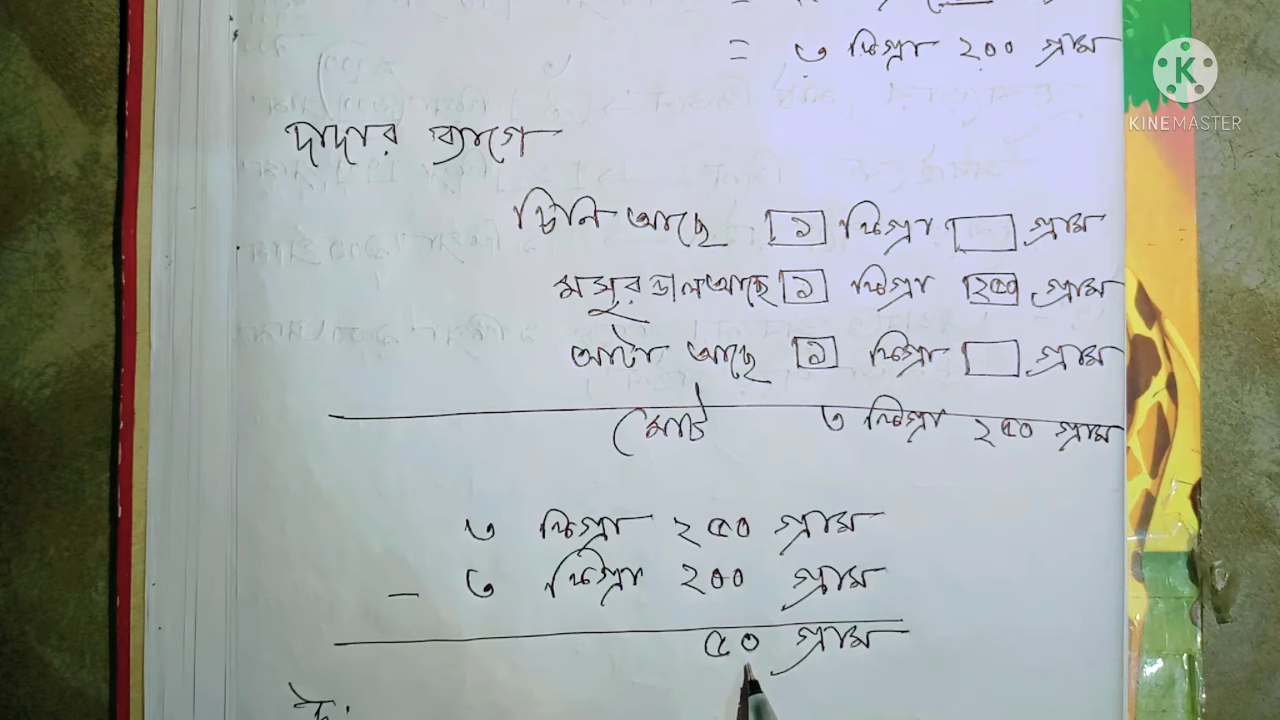 = ৩ কিগ্রা ২০০ গ্রাম
KINEMASTER
দাদার ব্যাগে
চিনি আছে ১ কিগ্রা গ্রাম
মসুর ডাল আছে ১ কিগ্রা ২৫০ গ্রাম
আটা আছে ১ কিগ্রা গ্রাম
মোট ৩ কিগ্রা ২৫০ গ্রাম
৩ কিগ্রা ২৫০ গ্রাম
– ৩ কিগ্রা ২০০ গ্রাম
৫০ গ্রাম